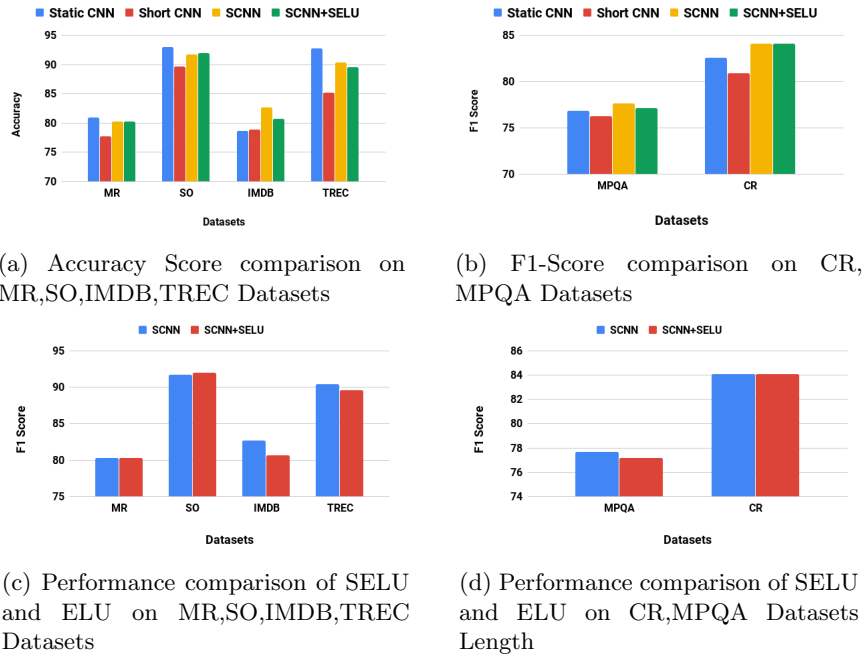 Static CNN Short CNN SCNN SCNN+SELU
95
90
85
80
75
70
Accuracy
MR SO IMDB TREC
Datasets
(a) Accuracy Score comparison on
MR,SO,IMDB,TREC Datasets
Static CNN Short CNN SCNN SCNN+SELU
85
80
75
70
F1 Score
MPQA CR
Datasets
(b) F1-Score comparison on CR,
MPQA Datasets
SCNN SCNN+SELU
95
90
85
80
75
F1 Score
MR SO IMDB TREC
Datasets
(c) Performance comparison of SELU
and ELU on MR,SO,IMDB,TREC
Datasets
SCNN SCNN+SELU
86
84
82
80
78
76
74
F1 Score
MPQA CR
Datasets
(d) Performance comparison of SELU
and ELU on CR,MPQA Datasets
Length